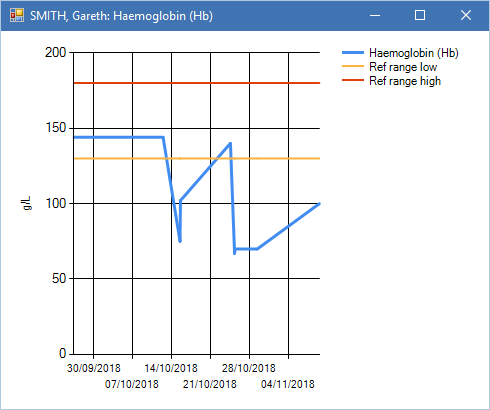 SMITH, Gareth: Haemoglobin (Hb)
Haemoglobin (Hb)
Ref range low
Ref range high
200
150
100
50
0
g/L
30/09/2018 14/10/2018 28/10/2018
07/10/2018 21/10/2018 04/11/2018